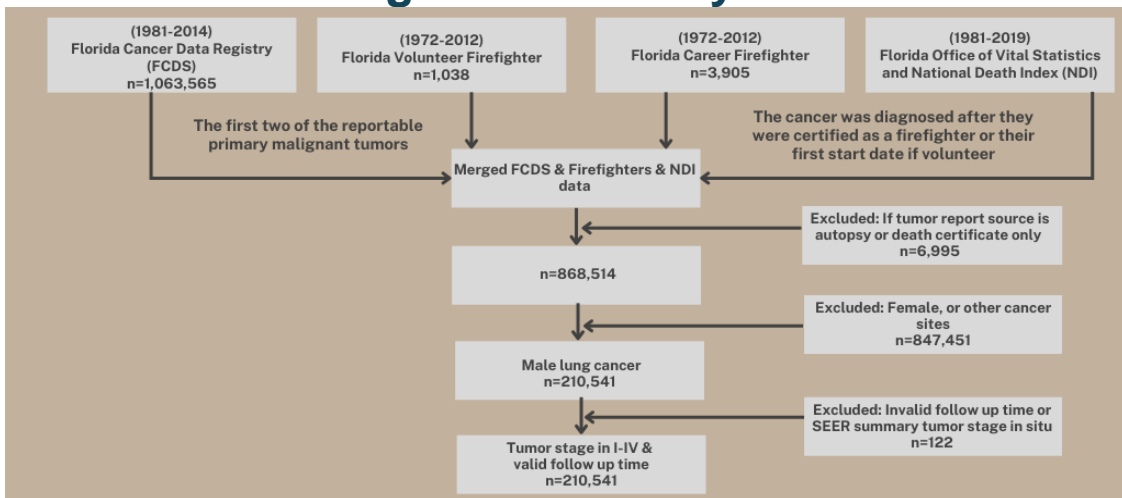 (1981-2014)
Florida Cancer Data Registry
(FCDS)
n=1,063,565
(1972-2012)
Florida Volunteer Firefighter
n=1,038
(1972-2012)
Florida Career Firefighter
n=3,905
(1981-2019)
Florida Office of Vital Statistics
and National Death Index (NDI)
The first two of the reportable
primary malignant tumors
The cancer was diagnosed after they
were certified as a firefighter or their
first start date if volunteer
Merged FCDS & Firefighters & NDI
data
Excluded: If tumor report source is
autopsy or death certificate only
n=6,995
n=868,514
Excluded: Female, or other cancer
sites
n=847,451
Male lung cancer
n=210,541
Excluded: Invalid follow up time or
SEER summary tumor stage in situ
n=122
Tumor stage in I-IV &
valid follow up time
n=210,541